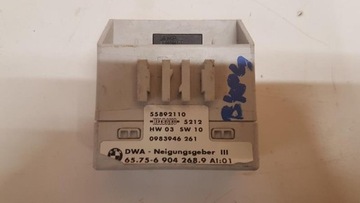 55892110
5212
HW 03 SW 10
0983946 261
DWA - Neigungsgeber III
65.75-6 904 268.9 AI:01